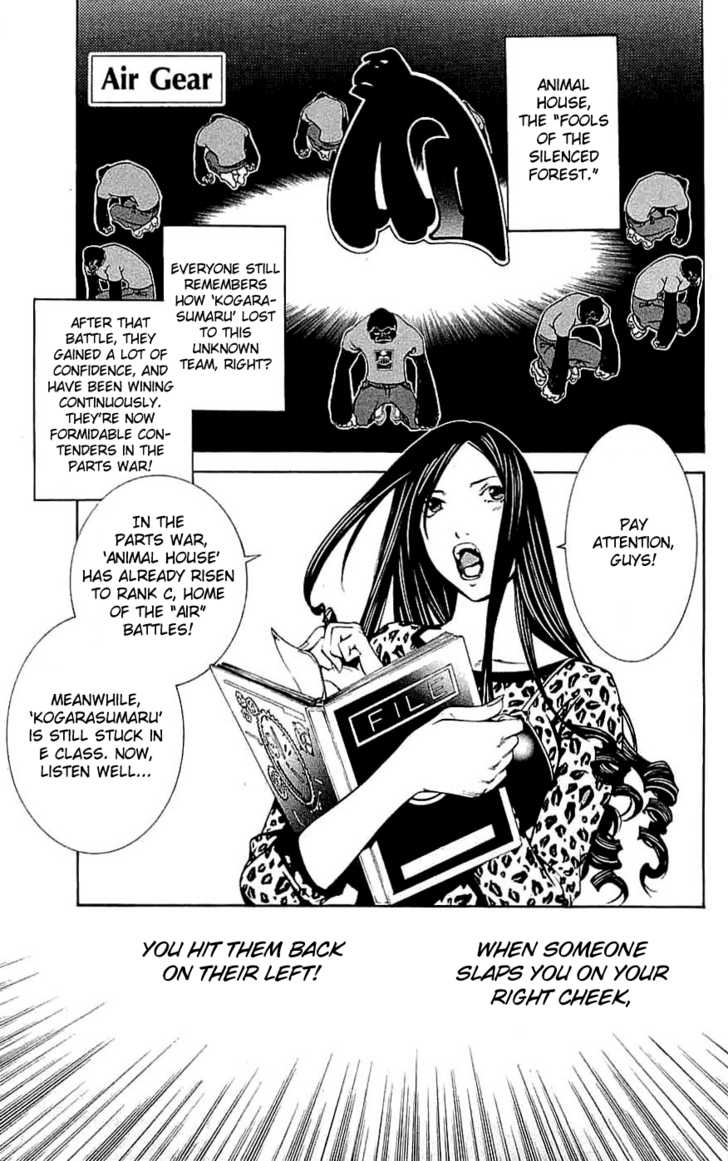 Air Gear
ANIMAL
HOUSE,
THE "FOOLS
OF THE
SILENCED
FOREST."
EVERYONE STILL
REMEMBERS
HOW 'KOGARA-
SUMARU' LOST
TO THIS
UNKNOWN
TEAM, RIGHT?
AFTER THAT
BATTLE, THEY
GAINED A LOT OF
CONFIDENCE, AND
HAVE BEEN WINING
CONTINUOUSLY.
THEY'RE NOW
FORMIDABLE CON-
TENDERS IN THE
PARTS WAR!
PAY
ATTENTION,
GUYS!
IN THE
PARTS WAR,
'ANIMAL HOUSE'
HAS ALREADY RISEN
TO RANK C, HOME
OF THE "AIR"
BATTLES!
MEANWHILE,
'KOGARASUMARU'
IS STILL STUCK IN
E CLASS. NOW,
LISTEN WELL...
FILE
WHEN SOMEONE
SLAPS YOU ON YOUR
RIGHT CHEEK,
YOU HIT THEM BACK
ON THEIR LEFT!